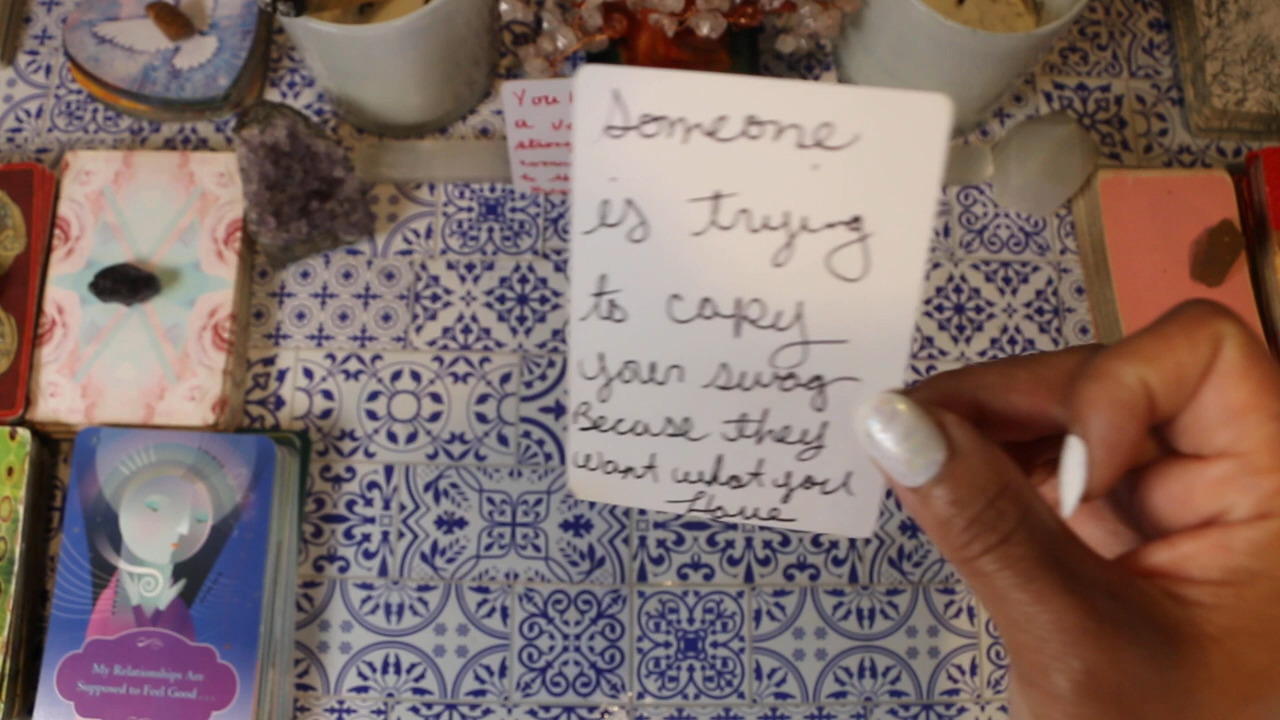 Someone
is trying
to copy
your swag
Because they
want what you
Have
You
a
My Relationships Are
Supposed to Feel Good...